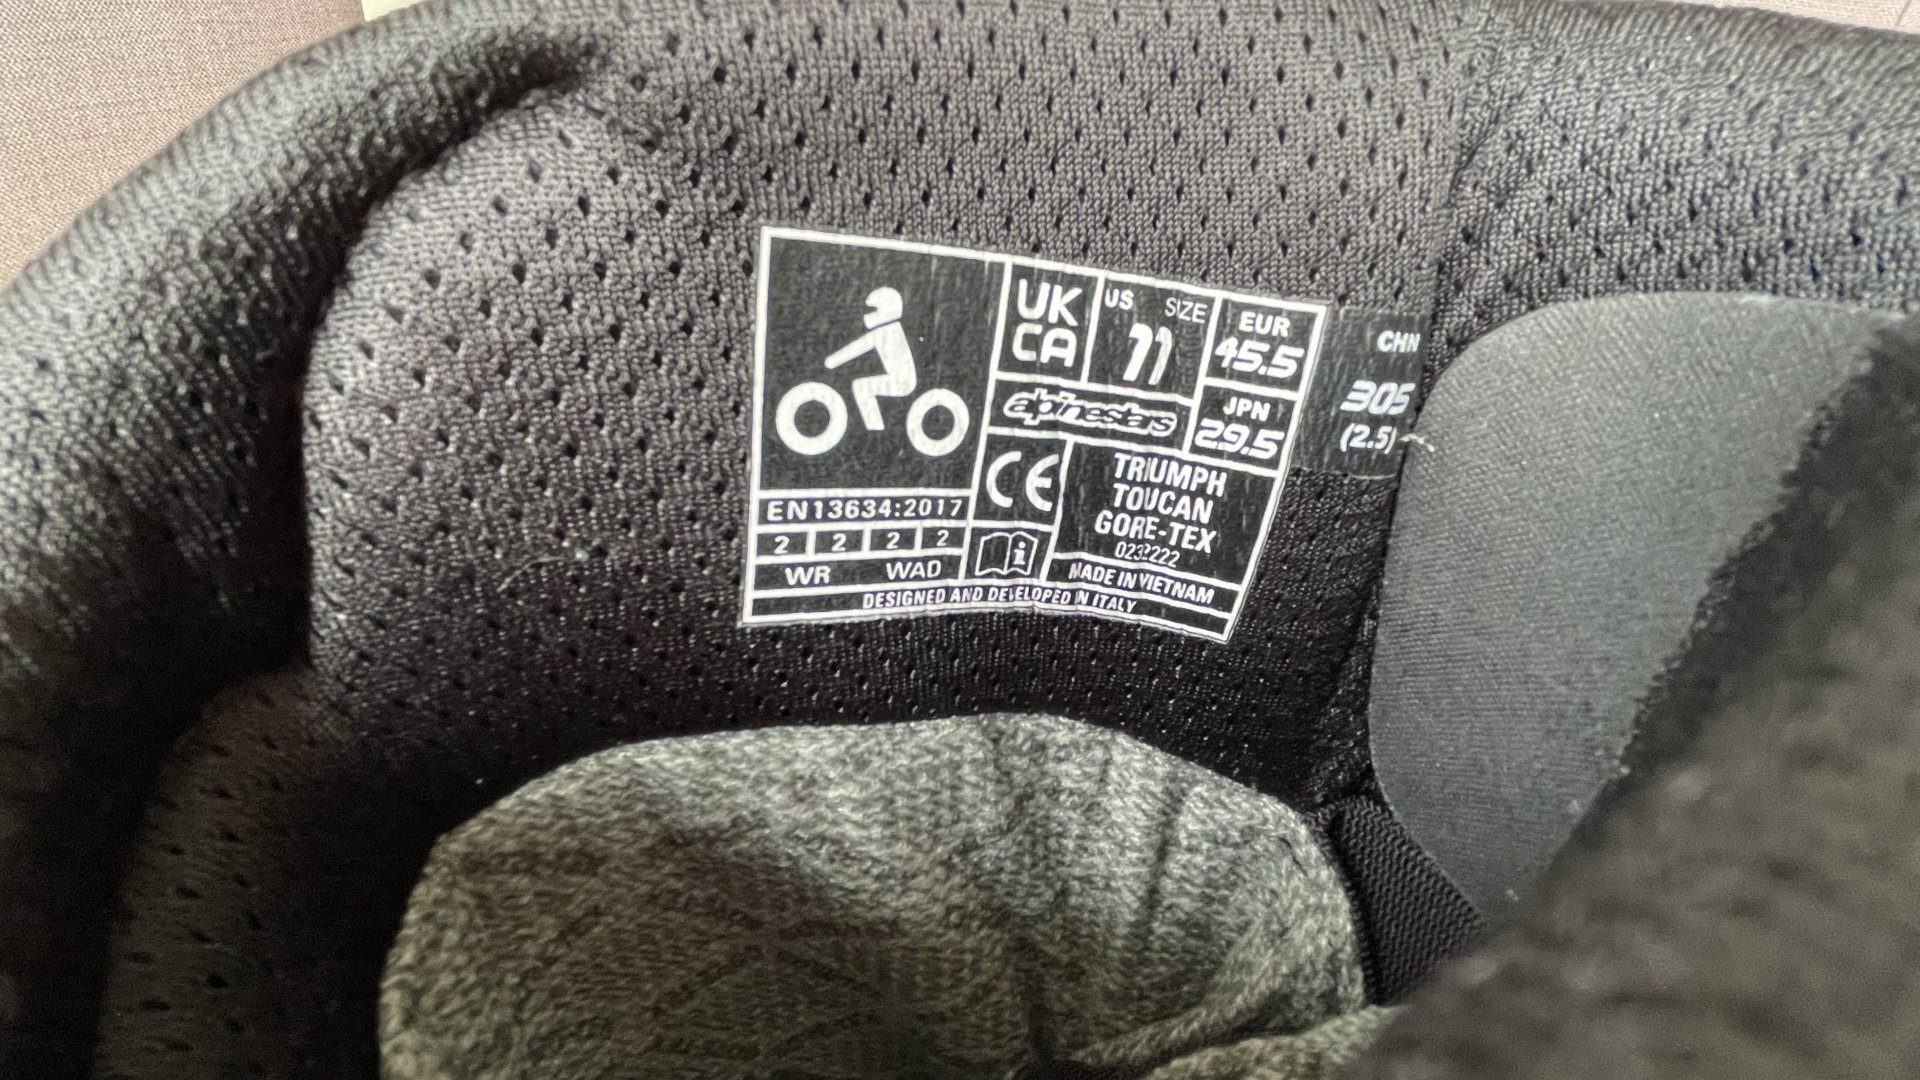 UK
CA
US SIZE
11
EUR
45.5
JPN
29.5
CHN
305
(2.5)
alpinestars
CE
TRIUMPH
TOUCAN
GORE-TEX
0232222
MADE IN VIETNAM
EN13634:2017
2 2 2 2
WR WAD
i
DESIGNED AND DEVELOPED IN ITALY